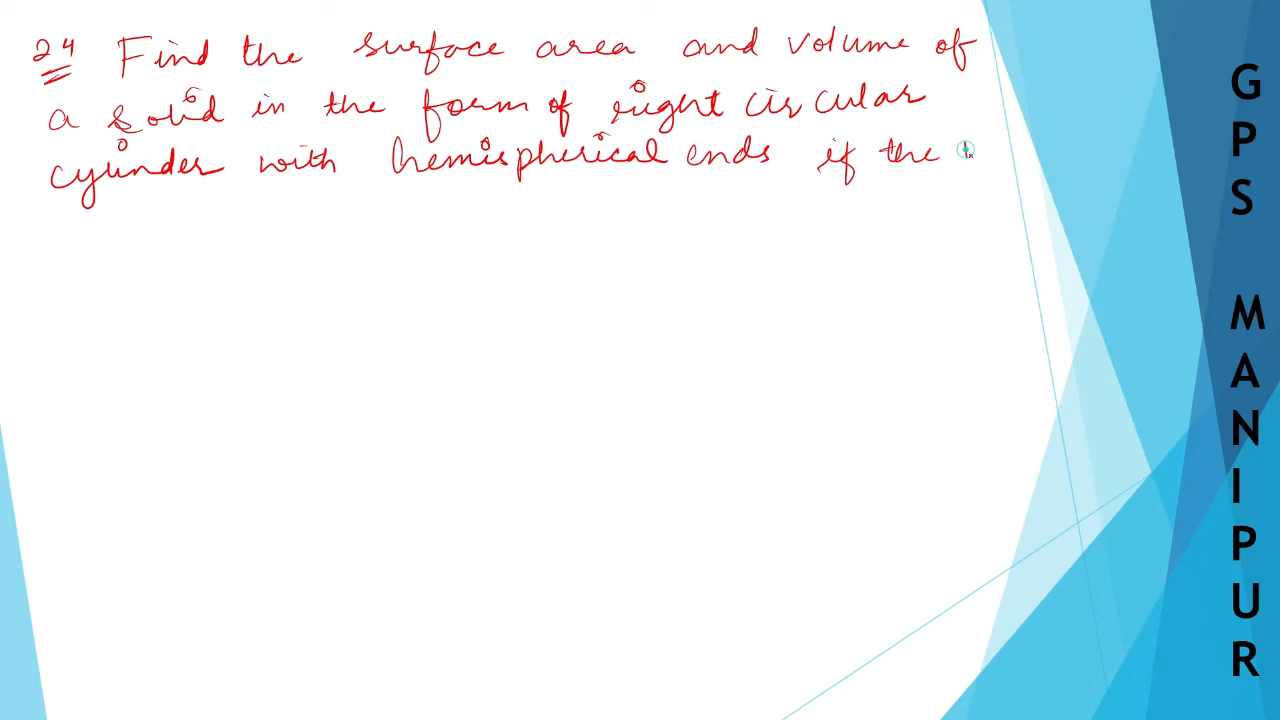 24 Find the surface area and volume of
a solid in the form of right circular
cylinder with hemispherical ends if the
GPS MANIPUR